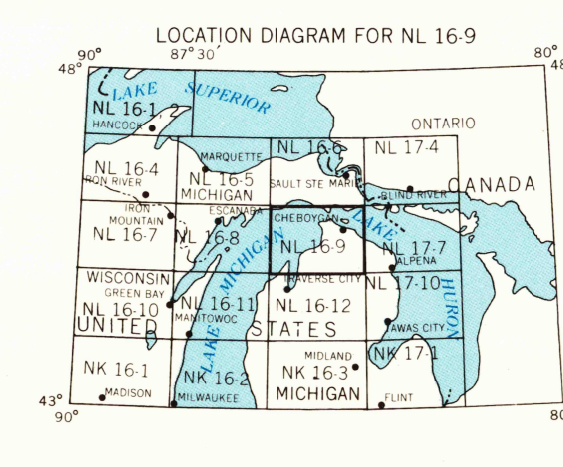 LOCATION DIAGRAM FOR NL 16-9
90° 87°30′ 80°
48° 48
LAKE SUPERIOR
NL 16-1, 2
HANCOCK
ONTARIO
NL 16-6 NL 17-4
MARQUETTE
NL 16-4
NL 16-5
SAULT STE MARIE
CANADA
IRON RIVER
MICHIGAN
BLIND RIVER
IRON
MOUNTAIN
ESCANABA
CHEBOYGAN
LAKE HURON
NL 16-7
NL 16-8
NL 16-9
NL 17-7
LAKE MICHIGAN
ALPENA
WISCONSIN
TRAVERSE CITY
NL 17-10
GREEN BAY
NL 16-10
NL 16-11
NL 16-12
MANITOWOC
UNITED STATES
TAWAS CITY
MIDLAND
NK 17-1
NK 16-1
NK 16-2
NK 16-3
MICHIGAN
MADISON
MILWAUKEE
FLINT
43°
90° 80